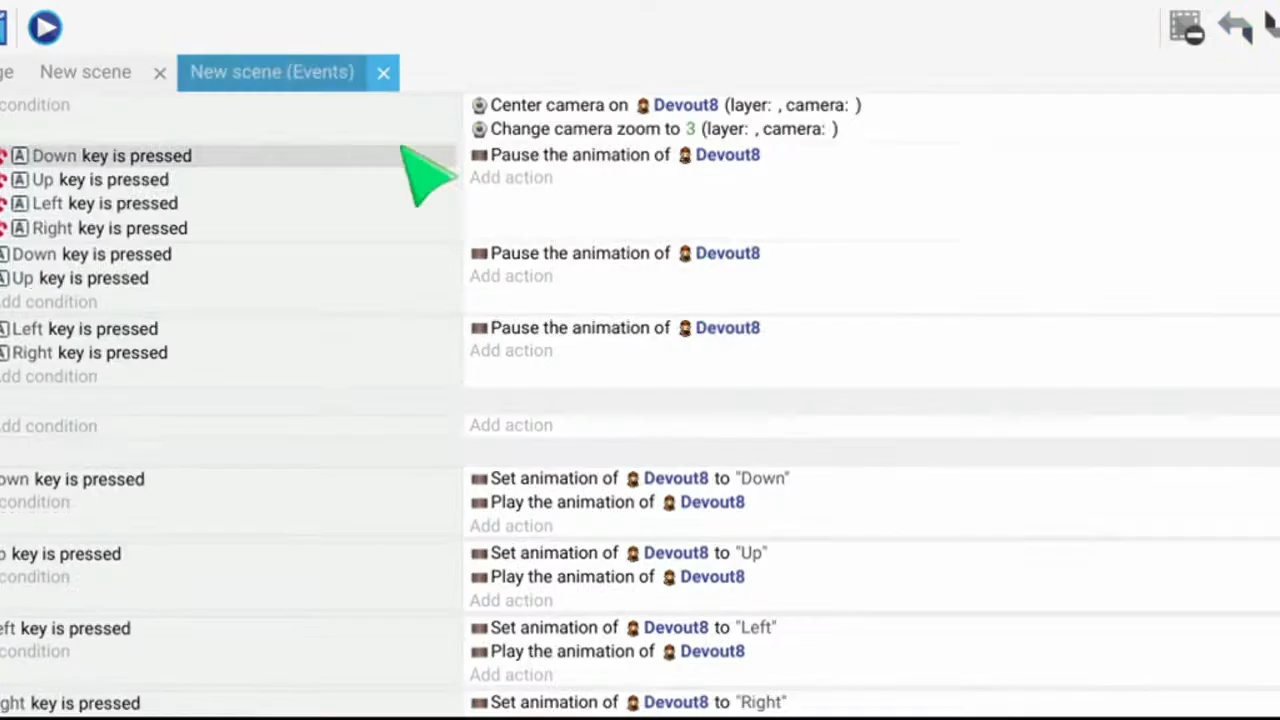 ge New scene × New scene (Events) ×
condition Center camera on Devout8 (layer: , camera: )
Change camera zoom to 3 (layer: , camera: )
A Down key is pressed Pause the animation of Devout8
A Up key is pressed Add action
A Left key is pressed
A Right key is pressed
Down key is pressed Pause the animation of Devout8
Up key is pressed Add action
dd condition
Left key is pressed Pause the animation of Devout8
Right key is pressed Add action
dd condition
dd condition Add action
own key is pressed Set animation of Devout8 to "Down"
condition Play the animation of Devout8
Add action
p key is pressed Set animation of Devout8 to "Up"
condition Play the animation of Devout8
Add action
eft key is pressed Set animation of Devout8 to "Left"
condition Play the animation of Devout8
Add action
ght key is pressed Set animation of Devout8 to "Right"